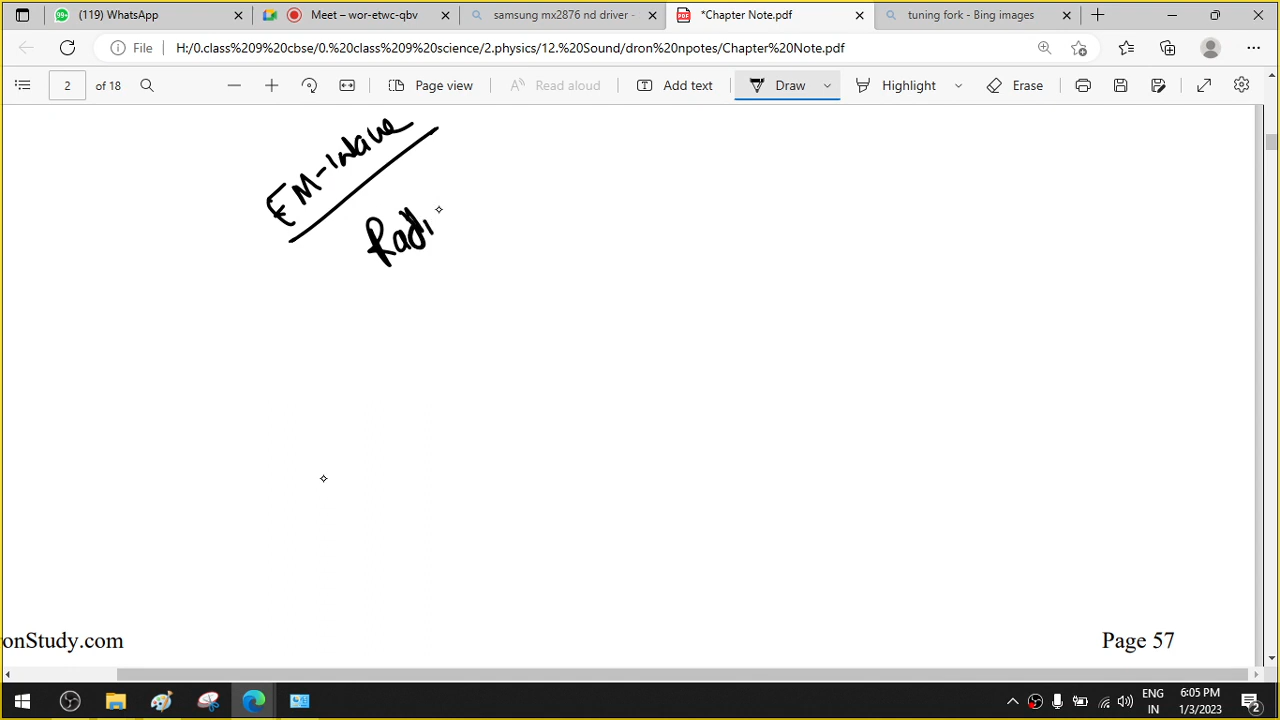 (119) WhatsApp
Meet – wor-etwc-qbv
samsung mx2876 nd driver -
*Chapter Note.pdf
tuning fork - Bing images
File
H:/0.class%209%20cbse/0.%20class%209%20science/2.physics/12.%20Sound/dron%20npotes/Chapter%20Note.pdf
2 of 18
Page view
Read aloud
Add text
Draw
Highlight
Erase
EM-wave
Radi
onStudy.com
Page 57
99+
PDF
ENG
IN
6:05 PM
1/3/2023
2